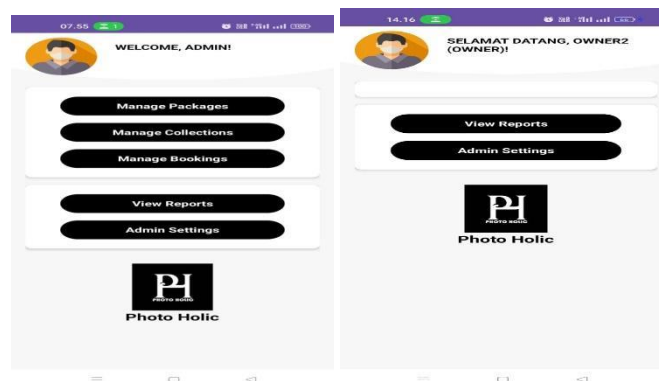 07.55
WELCOME, ADMIN!
Manage Packages
Manage Collections
Manage Bookings
View Reports
Admin Settings
PH
PHOTO HOLIC
Photo Holic
14.16
SELAMAT DATANG, OWNER2
(OWNER)!
View Reports
Admin Settings
PH
PHOTO HOLIC
Photo Holic